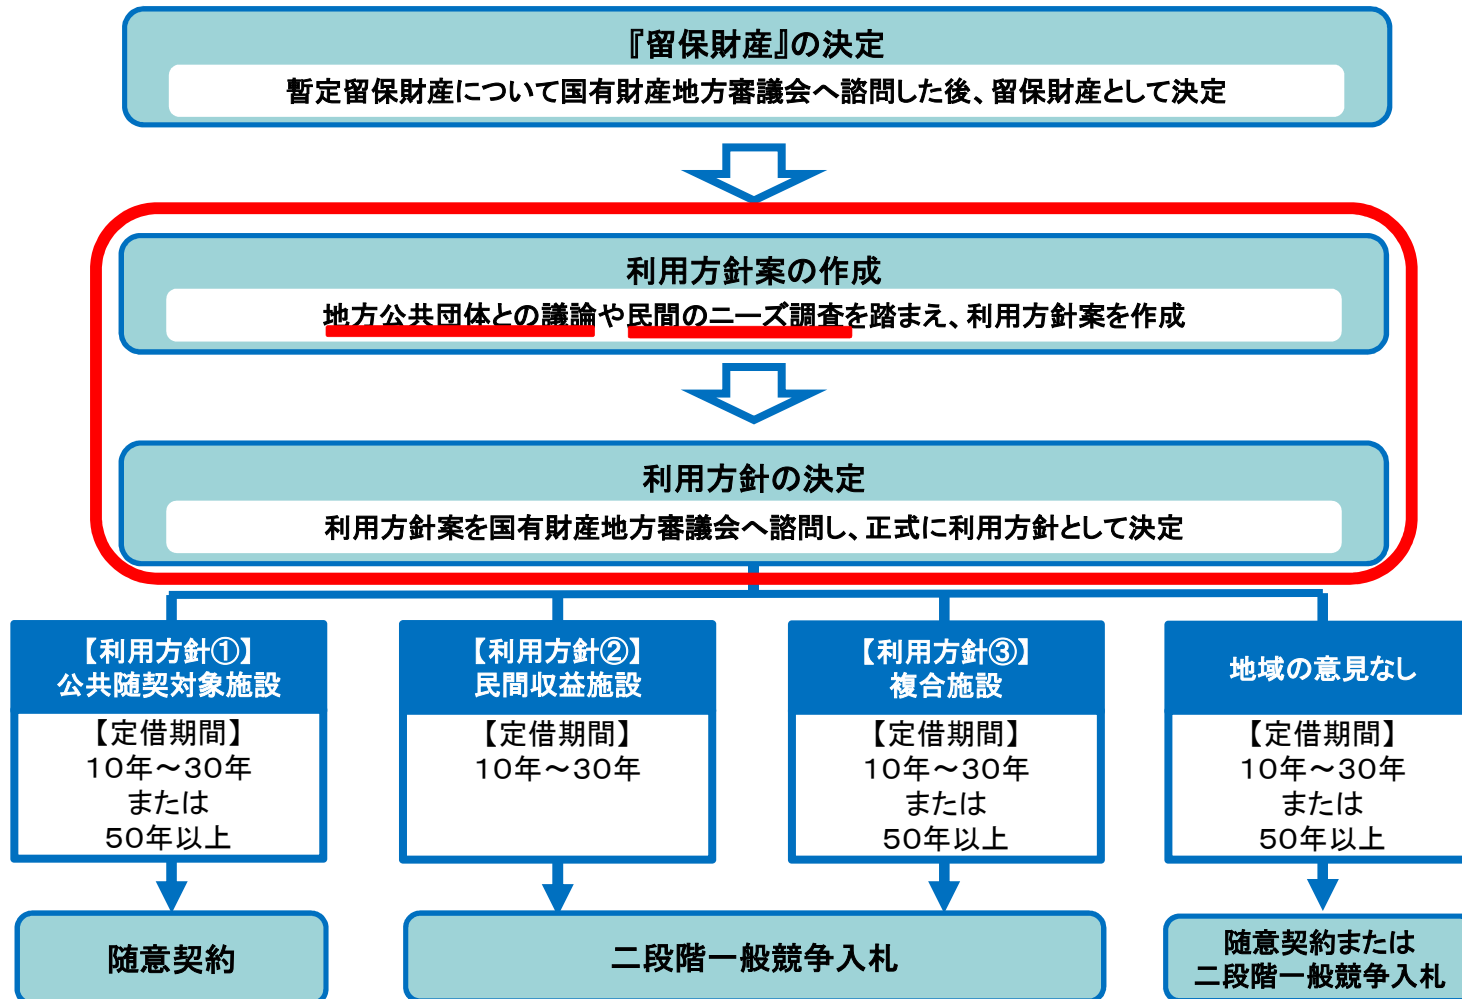 『留保財産』の決定
暫定留保財産について国有財産地方審議会へ諮問した後、留保財産として決定
利用方針案の作成
地方公共団体との議論や民間のニーズ調査を踏まえ、利用方針案を作成
利用方針の決定
利用方針案を国有財産地方審議会へ諮問し、正式に利用方針として決定
【利用方針①】
公共随契対象施設
【定借期間】
10年～30年
または
50年以上
随意契約
【利用方針②】
民間収益施設
【定借期間】
10年～30年
【利用方針③】
複合施設
【定借期間】
10年～30年
または
50年以上
二段階一般競争入札
地域の意見なし
【定借期間】
10年～30年
または
50年以上
随意契約または
二段階一般競争入札